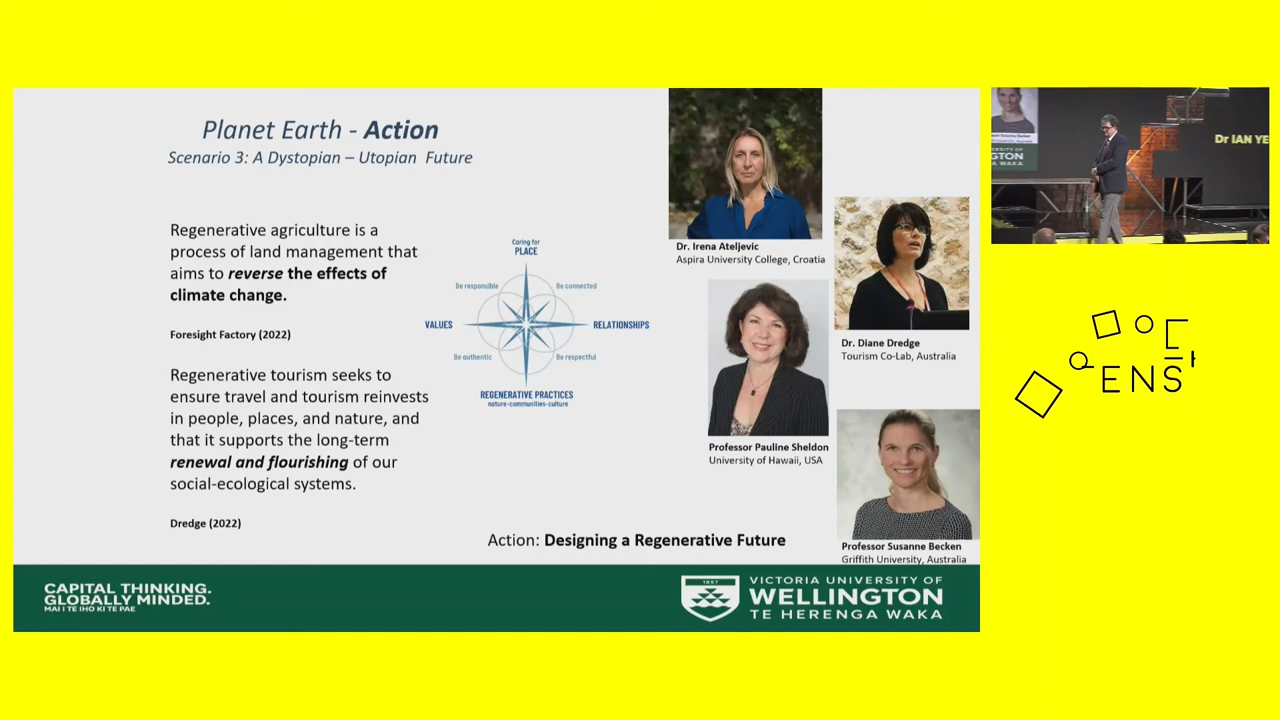 Planet Earth - Action
Scenario 3: A Dystopian – Utopian Future
Regenerative agriculture is a
process of land management that
aims to reverse the effects of
climate change.
Foresight Factory (2022)
Regenerative tourism seeks to
ensure travel and tourism reinvests
in people, places, and nature, and
that it supports the long-term
renewal and flourishing of our
social-ecological systems.
Dredge (2022)
Caring for
PLACE
Be responsible
Be connected
VALUES
RELATIONSHIPS
Be authentic
Be respectful
REGENERATIVE PRACTICES
nature-communities-culture
Dr. Irena Ateljevic
Aspira University College, Croatia
Dr. Diane Dredge
Tourism Co-Lab, Australia
Professor Pauline Sheldon
University of Hawaii, USA
Professor Susanne Becken
Griffith University, Australia
Action: Designing a Regenerative Future
CAPITAL THINKING.
GLOBALLY MINDED.
MAI I TE IHO KI TE PAE
1897
VICTORIA UNIVERSITY OF
WELLINGTON
TE HERENGA WAKA
Dr IAN YE
GTON
WAKA
ENS